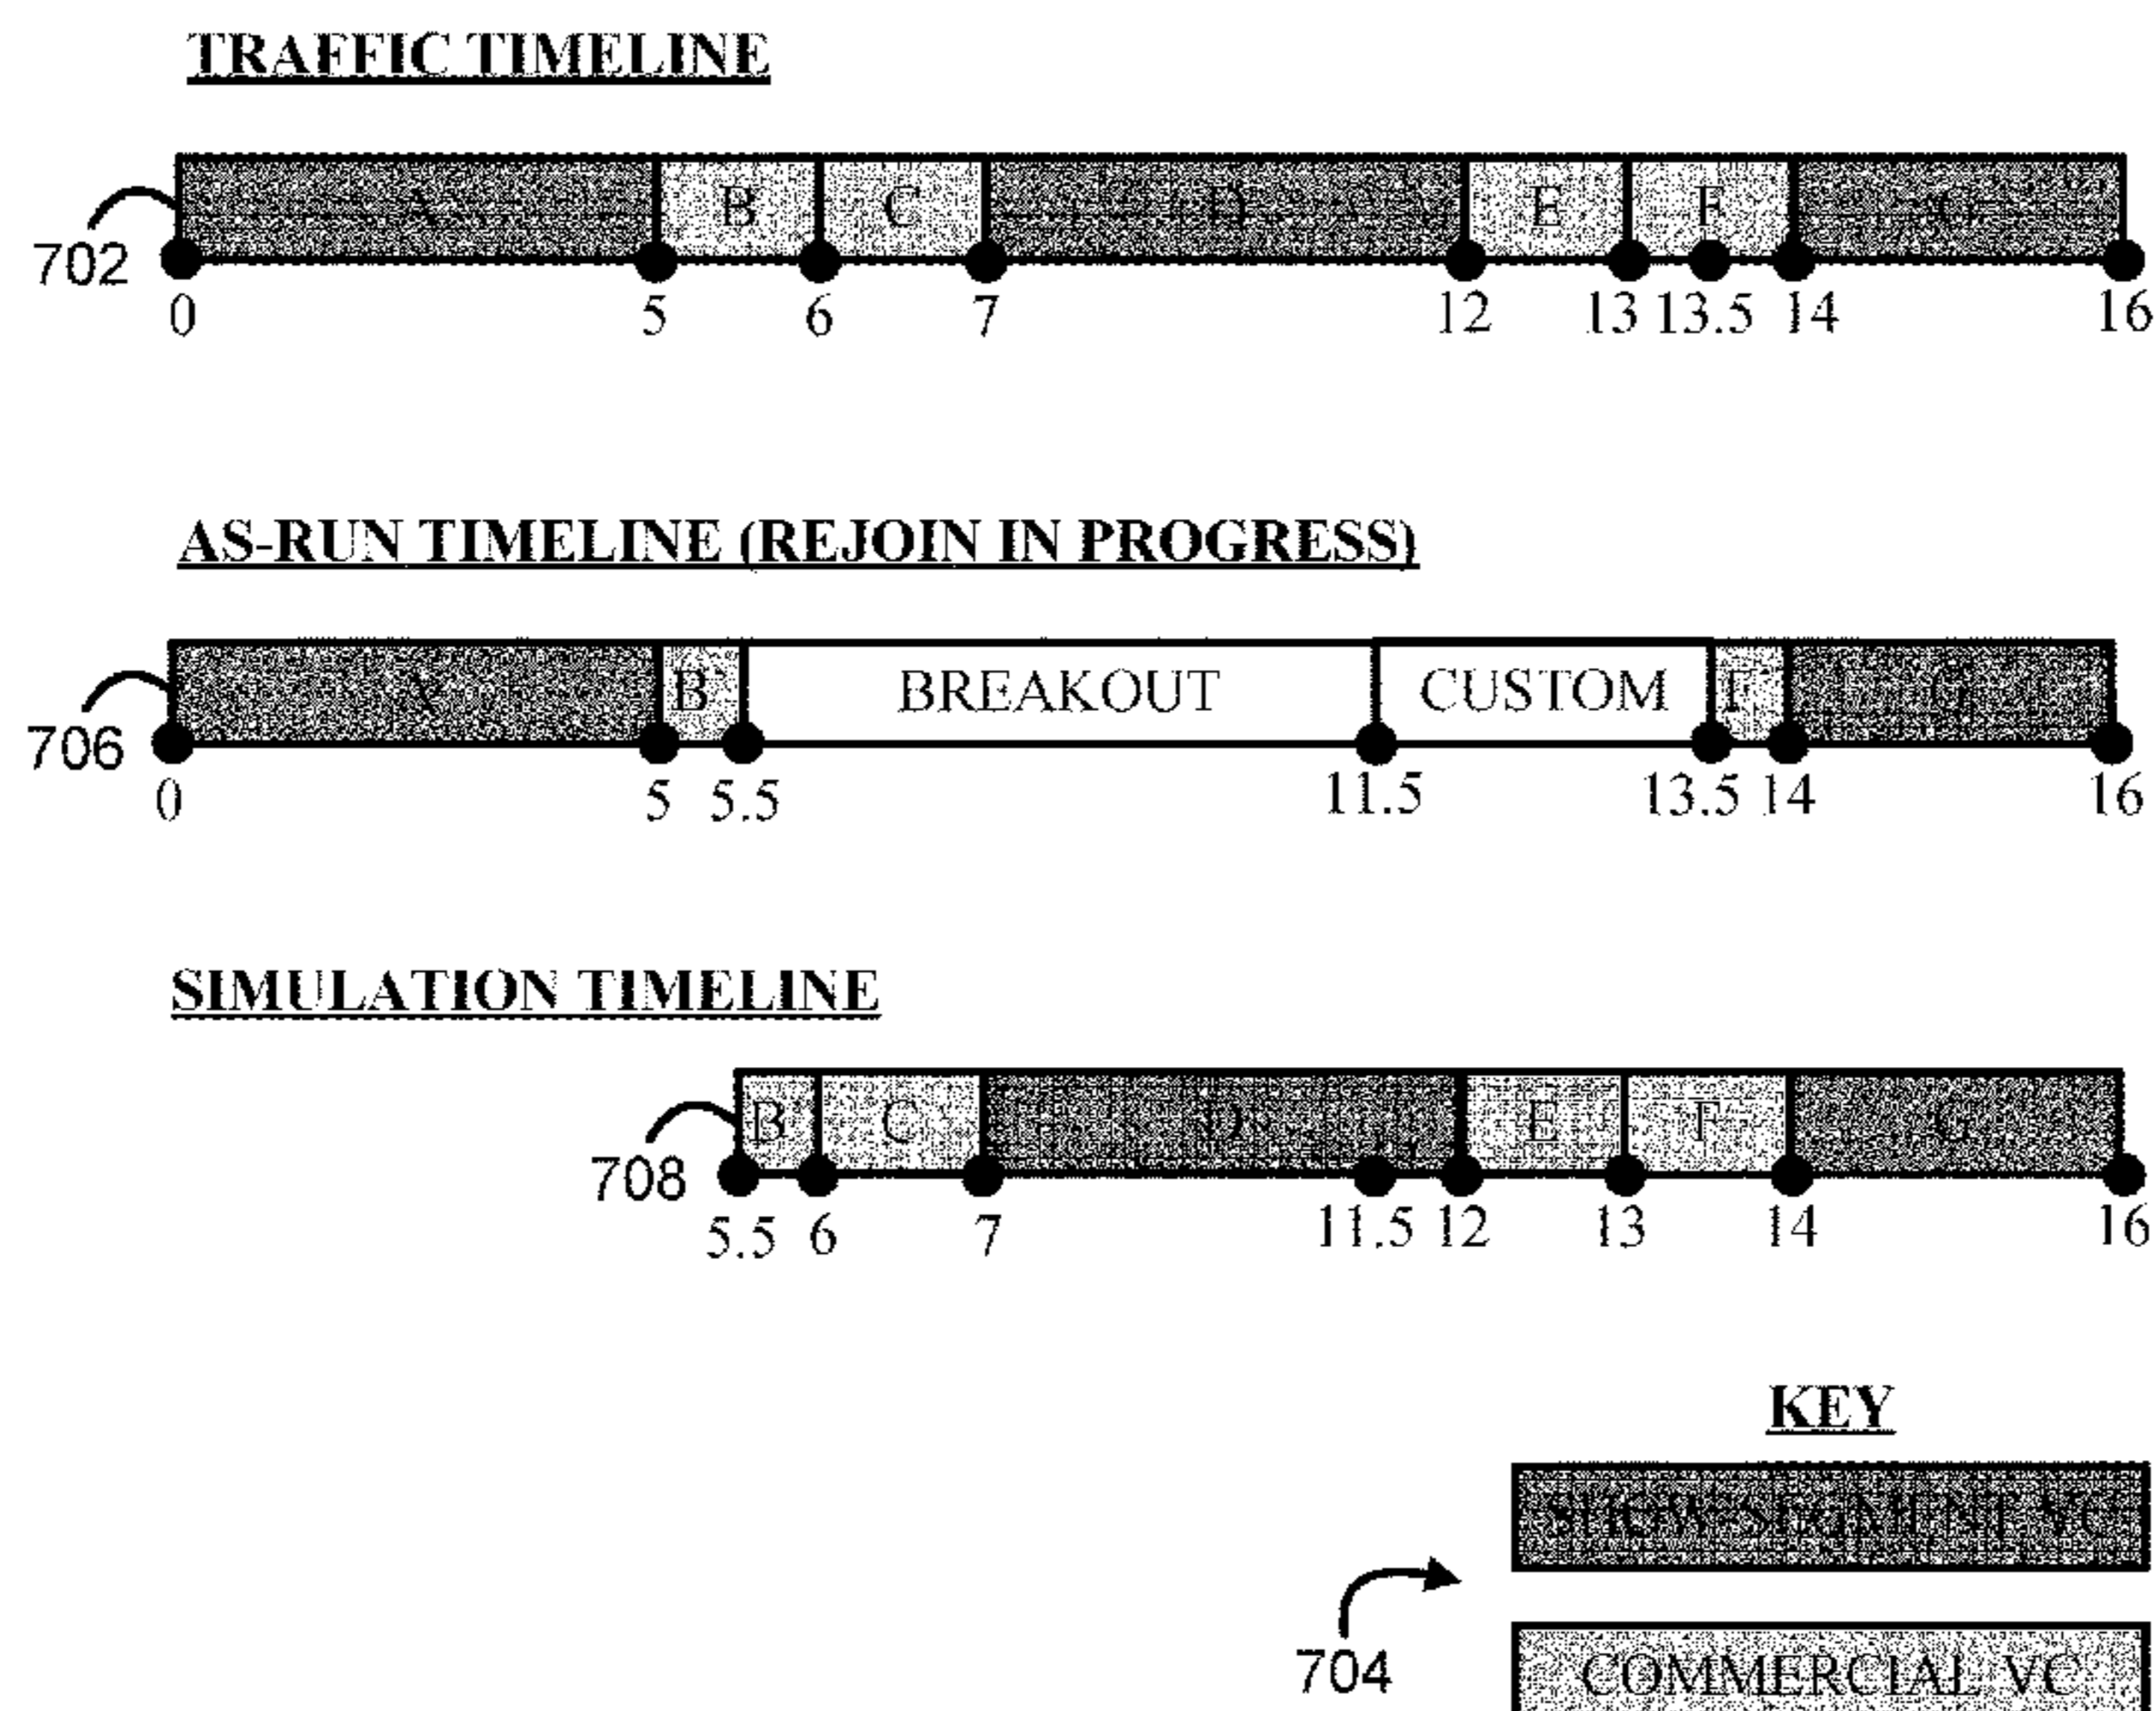 TRAFFIC TIMELINE
A B C D E F G
702
0 5 6 7 12 13 13.5 14 16
AS-RUN TIMELINE (REJOIN IN PROGRESS)
B BREAKOUT CUSTOM F G
706
0 5 5.5 11.5 13.5 14 16
SIMULATION TIMELINE
B C D E F G
708
5.5 6 7 11.5 12 13 14 16
KEY
SHOW-SEGMENT VC
704
COMMERCIAL VC